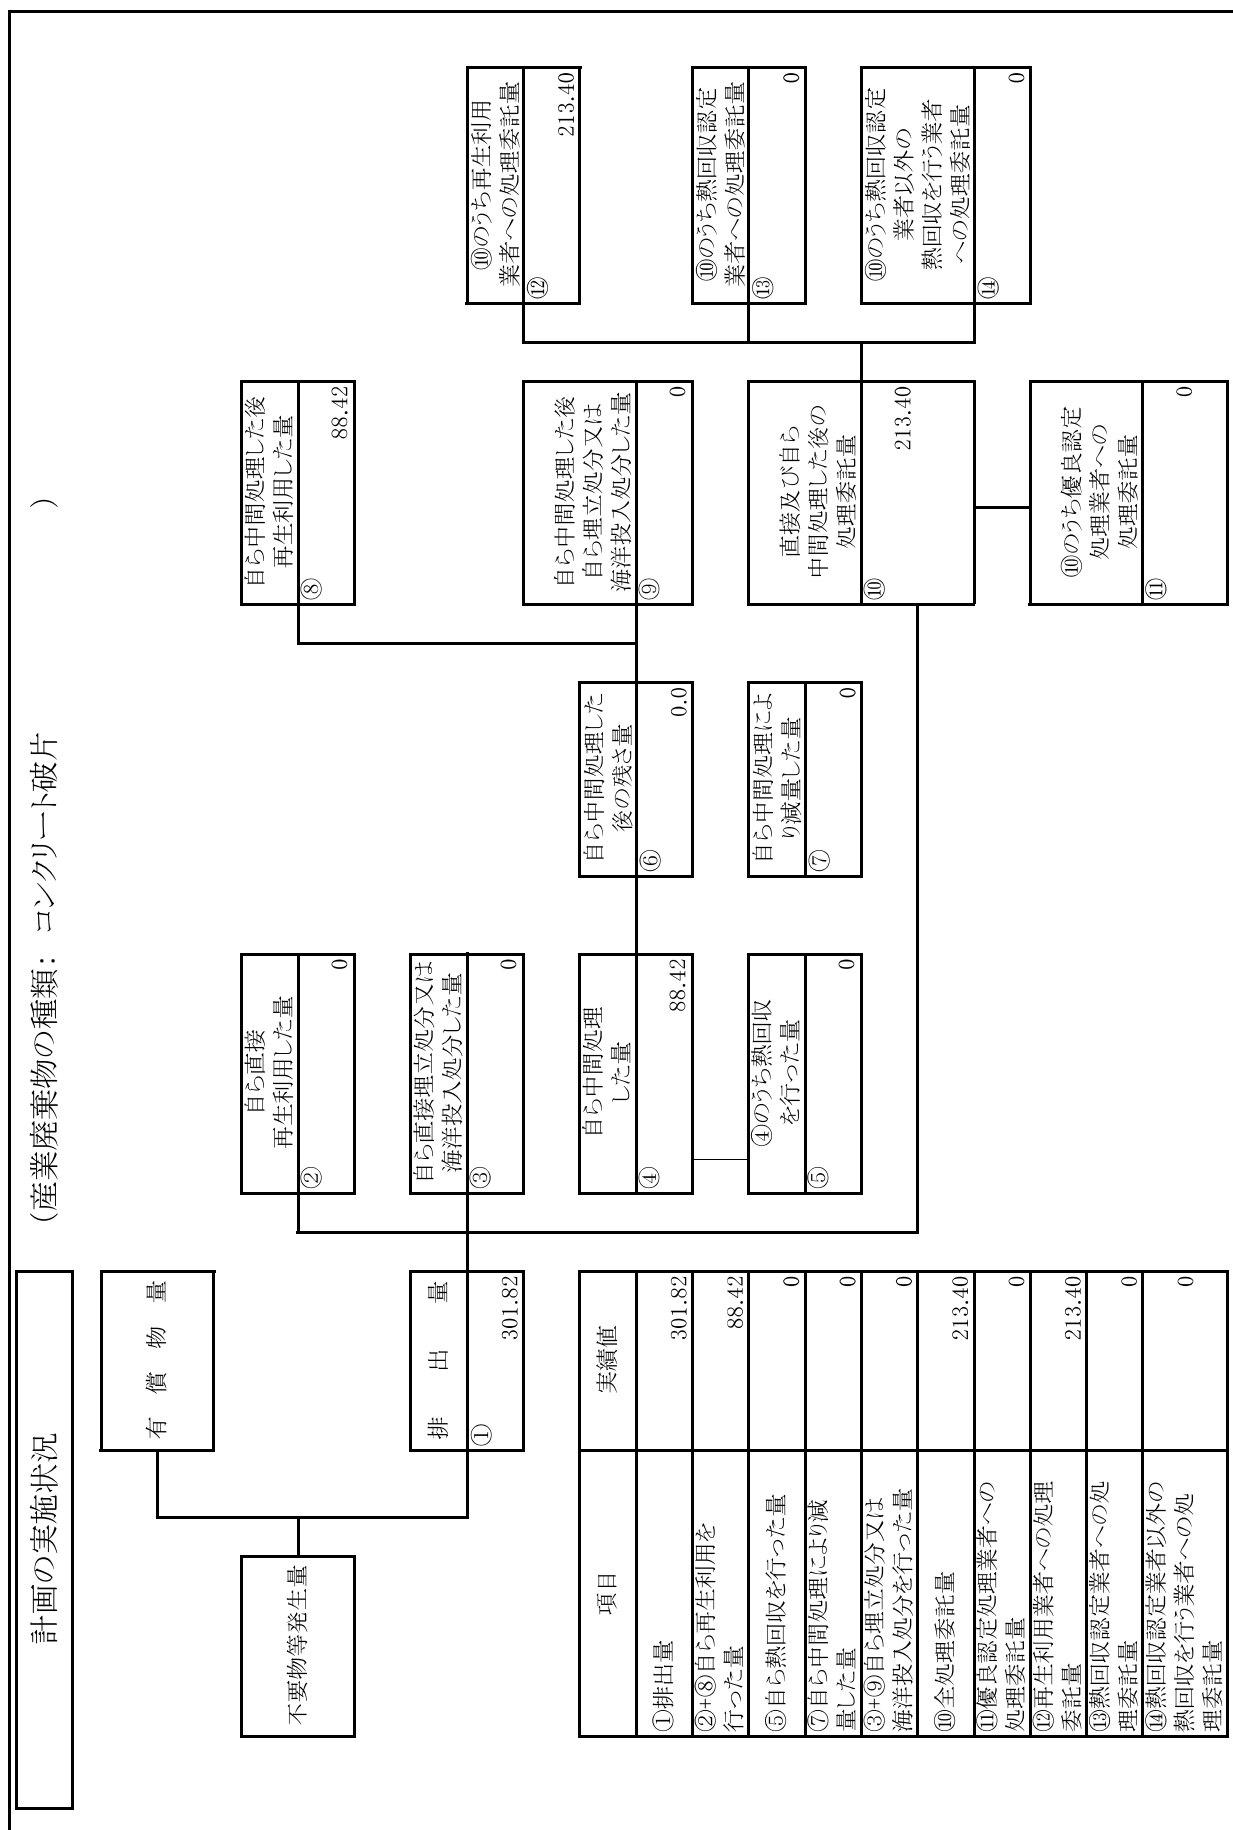 計画の実施状況
(産業廃棄物の種類： コンクリート破片 )
不要物等発生量
有償物量
排出量
①
301.82
自ら直接
再生利用した量
②
0
自ら直接埋立処分又は
海洋投入処分した量
③
0
自ら中間処理
した量
④
88.42
④のうち熱回収
を行った量
⑤
0
自ら中間処理した
後の残さ量
⑥
0.0
自ら中間処理によ
り減量した量
⑦
0
自ら中間処理した後
再生利用した量
⑧
88.42
自ら中間処理した後
自ら埋立処分又は
海洋投入処分した量
⑨
0
直接及び自ら
中間処理した後の
処理委託量
⑩
213.40
⑩のうち優良認定
処理業者への
処理委託量
⑪
0
⑩のうち再生利用
業者への処理委託量
⑫
213.40
⑩のうち熱回収認定
業者への処理委託量
⑬
0
⑩のうち熱回収認定
業者以外の
熱回収を行う業者
への処理委託量
⑭
0
項目 実績値
①排出量 301.82
②+⑧自ら再生利用を
行った量
88.42
⑤自ら熱回収を行った量 0
⑦自ら中間処理により減
量した量
0
③+⑨自ら埋立処分又は
海洋投入処分を行った量
0
⑩全処理委託量 213.40
⑪優良認定処理業者への
処理委託量
0
⑫再生利用業者への処理
委託量
213.40
⑬熱回収認定業者への処
理委託量
0
⑭熱回収認定業者以外の
熱回収を行う業者への処
理委託量
0